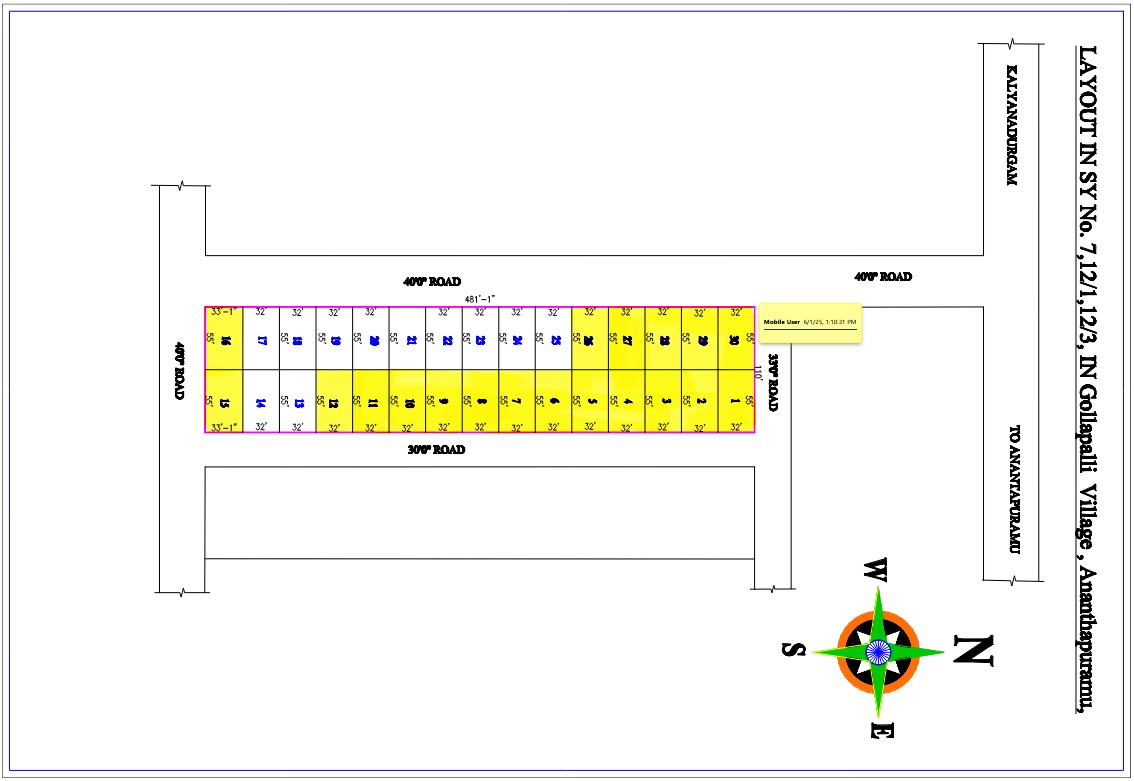 LAYOUT IN SY No. 7,12/1,12/3, IN Gollapalli Village , Ananthapuramu,
KALYANADURGAM
TO ANANTAPURAMU
40'0" ROAD
40'0" ROAD
481'-1"
33'-1" 32' 32' 32' 32' 32' 32' 32' 32' 32' 32' 32' 32' 32'
55' 16 17 55' 18 55' 19 55' 20 55' 21 55' 22 55' 23 55' 24 55' 25 55' 26 55' 27 55' 28 55' 29 30 55'
Mobile User 6/1/25, 1:10:31 PM
40'0" ROAD
110'
33'0" ROAD
55' 15 14 55' 13 55' 12 55' 11 55' 10 55' 9 55' 8 55' 7 55' 6 55' 5 55' 4 55' 3 55' 2 1 55'
33'-1" 32' 32' 32' 32' 32' 32' 32' 32' 32' 32' 32' 32' 32' 32'
30'0" ROAD
W
N
S
E